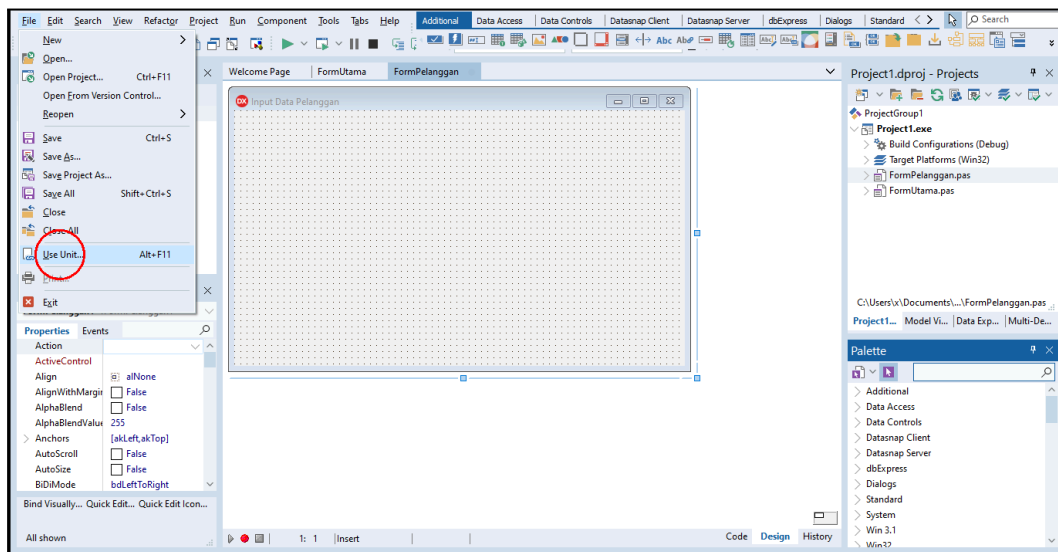 File Edit Search View Refactor Project Run Component Tools Tabs Help
Additional Data Access Data Controls Datasnap Client Datasnap Server dbExpress Dialogs Standard
Search
Abc Abc
New
Open...
Open Project... Ctrl+F11
Open From Version Control...
Reopen
Save Ctrl+S
Save As...
Save Project As...
Save All Shift+Ctrl+S
Close
Close All
Use Unit... Alt+F11
Print...
Exit
Properties Events
Action
ActiveControl
Align alNone
AlignWithMargin False
AlphaBlend False
AlphaBlendValue 255
Anchors [akLeft,akTop]
AutoScroll False
AutoSize False
BiDiMode bdLeftToRight
Bind Visually... Quick Edit... Quick Edit Icon...
All shown
Welcome Page FormUtama FormPelanggan
DX Input Data Pelanggan
1: 1 Insert
Code Design History
Project1.dproj - Projects
ProjectGroup1
Project1.exe
Build Configurations (Debug)
Target Platforms (Win32)
FormPelanggan.pas
FormUtama.pas
C:\Users\x\Documents\...\FormPelanggan.pas
Project1... Model Vi... Data Exp... Multi-De...
Palette
Additional
Data Access
Data Controls
Datasnap Client
Datasnap Server
dbExpress
Dialogs
Standard
System
Win 3.1
Win32